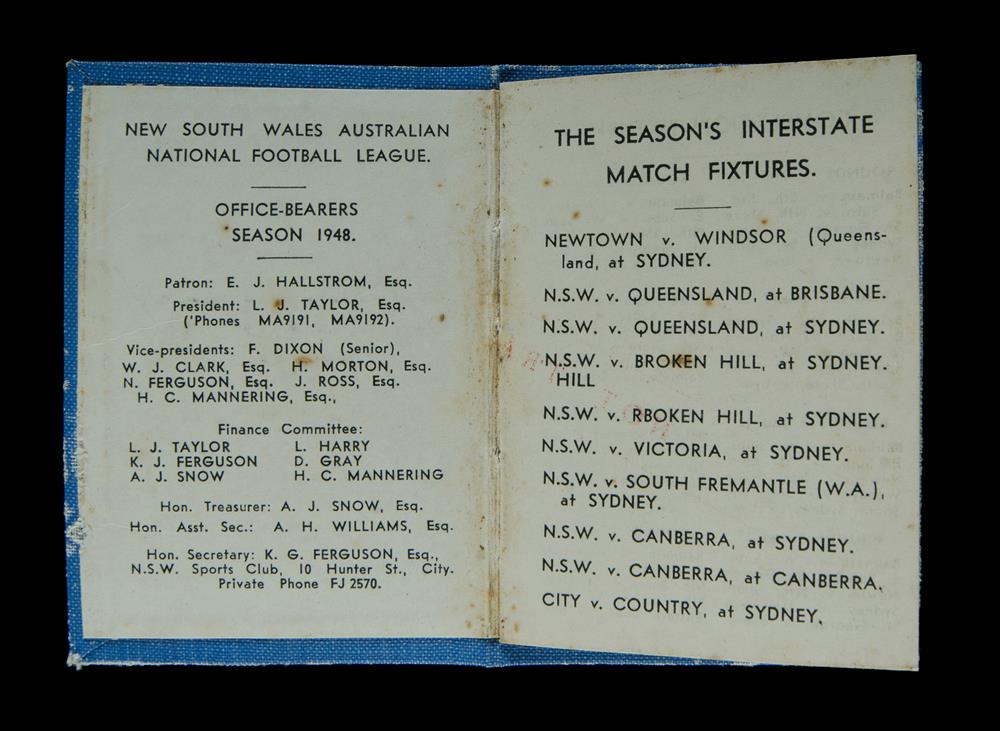 NEW SOUTH WALES AUSTRALIAN
NATIONAL FOOTBALL LEAGUE.
OFFICE-BEARERS
SEASON 1948.
Patron: E. J. HALLSTROM, Esq.
President: L. J. TAYLOR, Esq.
('Phones MA9191, MA9192).
Vice-presidents: F. DIXON (Senior),
W. J. CLARK, Esq. H. MORTON, Esq.
N. FERGUSON, Esq. J. ROSS, Esq.
H. C. MANNERING, Esq.,
Finance Committee:
L. J. TAYLOR L. HARRY
K. J. FERGUSON D. GRAY
A. J. SNOW H. C. MANNERING
Hon. Treasurer: A. J. SNOW, Esq.
Hon. Asst. Sec.: A. H. WILLIAMS, Esq.
Hon. Secretary: K. G. FERGUSON, Esq.,
N.S.W. Sports Club, 10 Hunter St., City.
Private Phone FJ 2570.
THE SEASON'S INTERSTATE
MATCH FIXTURES.
NEWTOWN v. WINDSOR (Queens-
land, at SYDNEY.
N.S.W. v. QUEENSLAND, at BRISBANE.
N.S.W. v. QUEENSLAND, at SYDNEY.
N.S.W. v. BROKEN HILL, at SYDNEY.
HILL
N.S.W. v. RBOKEN HILL, at SYDNEY.
N.S.W. v. VICTORIA, at SYDNEY.
N.S.W. v. SOUTH FREMANTLE (W.A.),
at SYDNEY.
N.S.W. v. CANBERRA, at SYDNEY.
N.S.W. v. CANBERRA, at CANBERRA.
CITY v. COUNTRY, at SYDNEY.